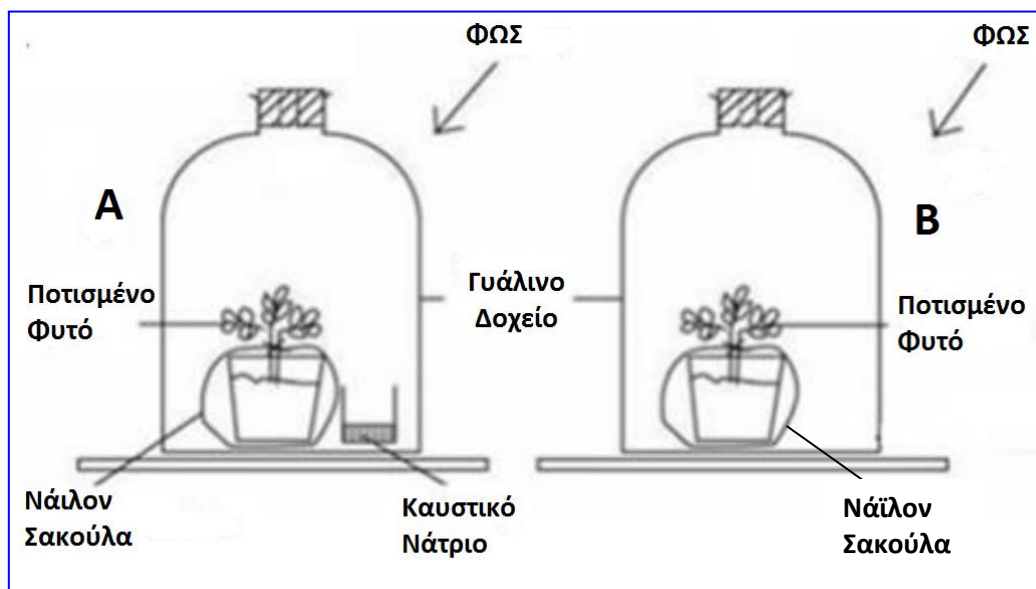 ΦΩΣ
ΦΩΣ
Α
Β
Ποτισμένο
Φυτό
Γυάλινο
Δοχείο
Ποτισμένο
Φυτό
Νάιλον
Σακούλα
Καυστικό
Νάτριο
Νάϊλον
Σακούλα